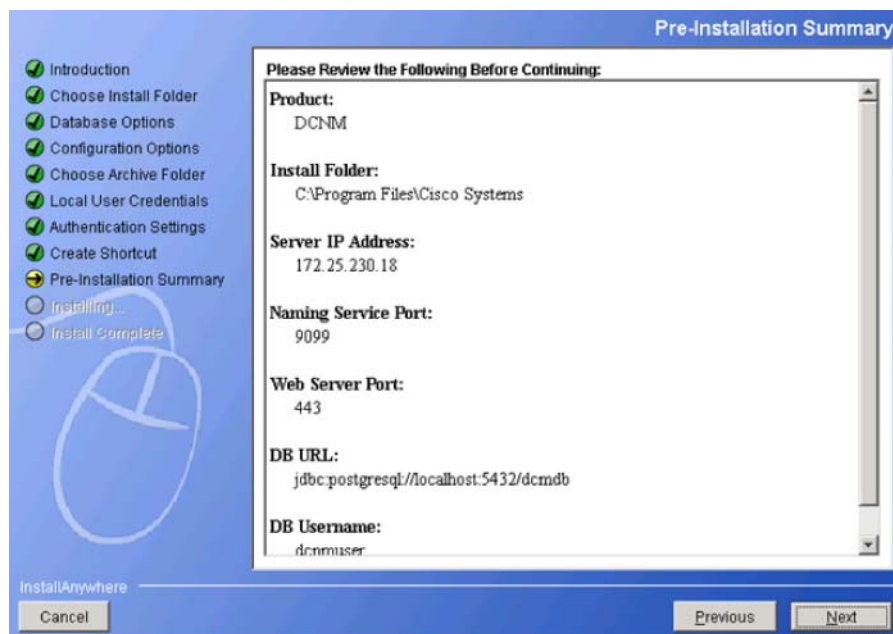 Pre-Installation Summary
Introduction
Choose Install Folder
Database Options
Configuration Options
Choose Archive Folder
Local User Credentials
Authentication Settings
Create Shortcut
Pre-Installation Summary
Installing...
Install Complete
Please Review the Following Before Continuing:
Product:
DCNM
Install Folder:
C:\Program Files\Cisco Systems
Server IP Address:
172.25.230.18
Naming Service Port:
9099
Web Server Port:
443
DB URL:
jdbc:postgresql://localhost:5432/dcmdb
DB Username:
dcnmuser
InstallAnywhere
Cancel
Previous
Next